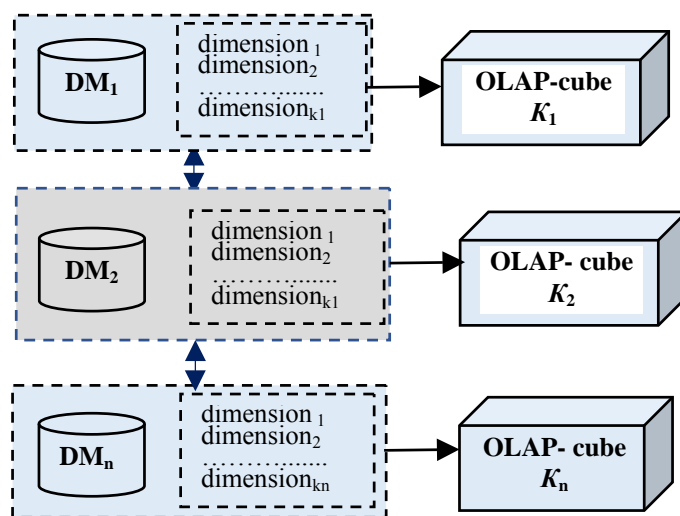 DM₁
dimension ₁
dimension₂
………......
dimensionₖ₁
OLAP-cube
K₁
DM₂
dimension ₁
dimension₂
………......
dimensionₖ₁
OLAP- cube
K₂
DMₙ
dimension ₁
dimension₂
………......
dimensionₖₙ
OLAP- cube
Kₙ